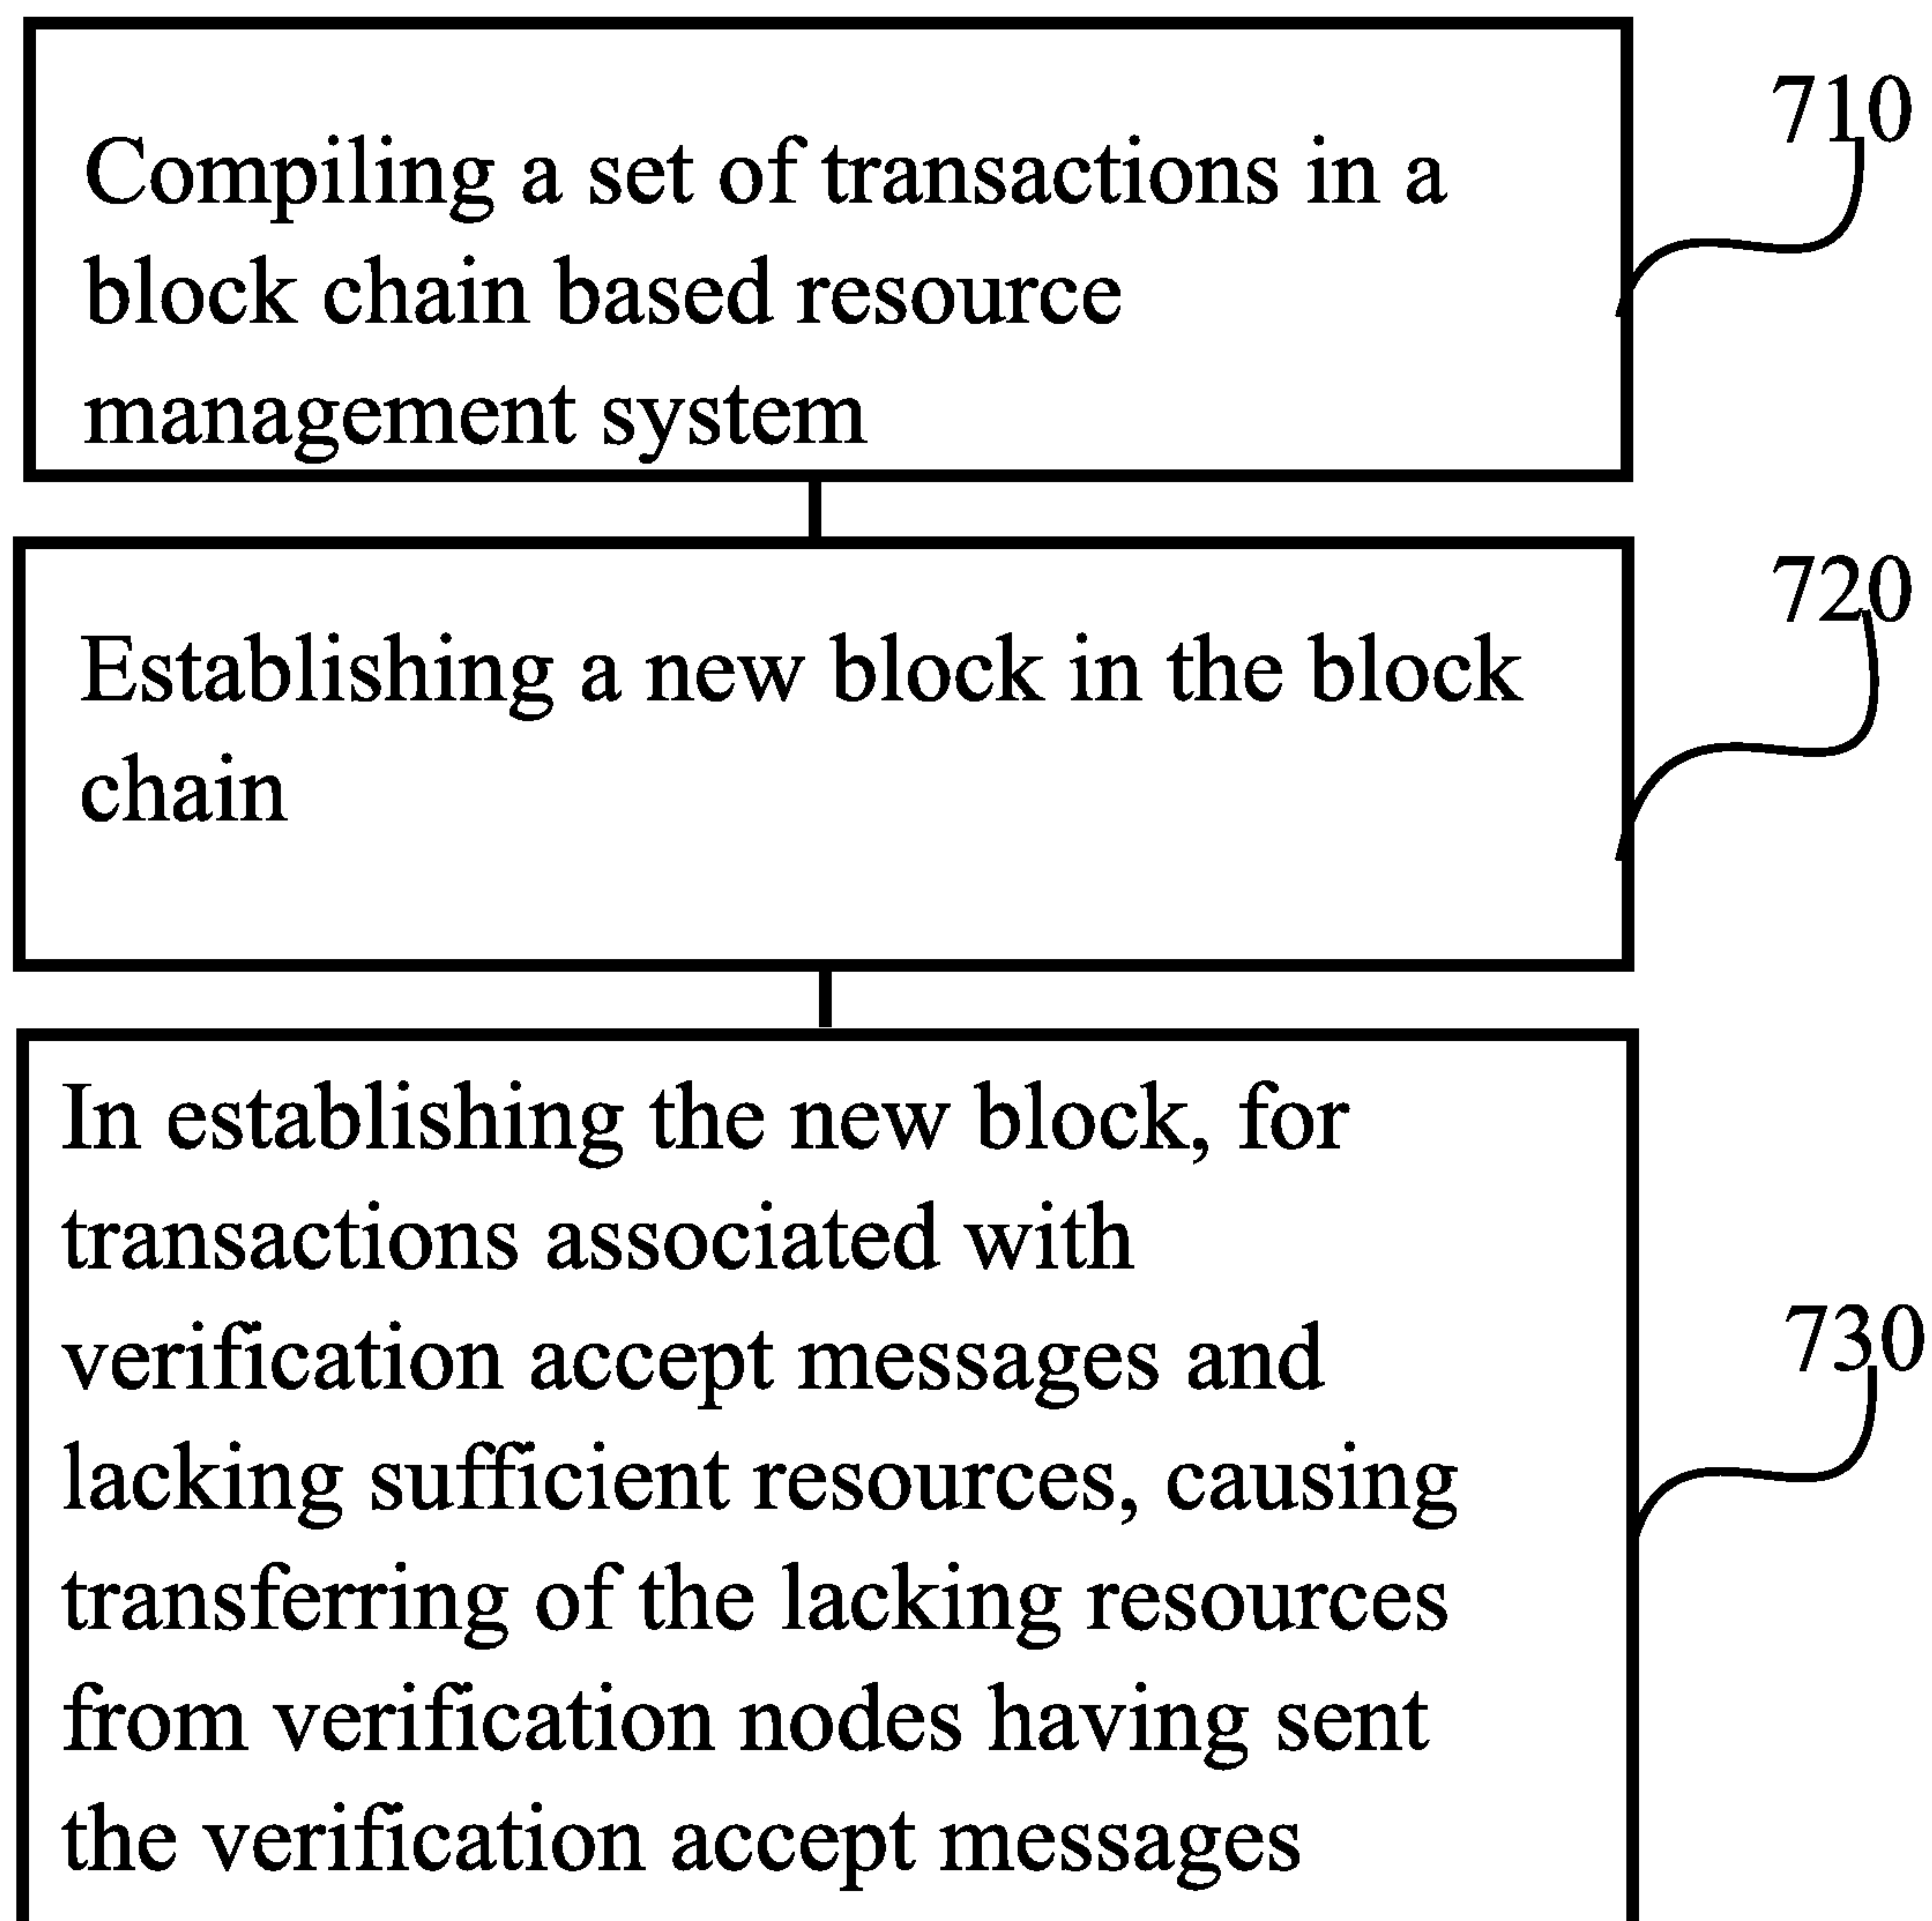 710
Compiling a set of transactions in a
block chain based resource
management system
720
Establishing a new block in the block
chain
In establishing the new block, for
transactions associated with
verification accept messages and
730
lacking sufficient resources, causing
transferring of the lacking resources
from verification nodes having sent
the verification accept messages